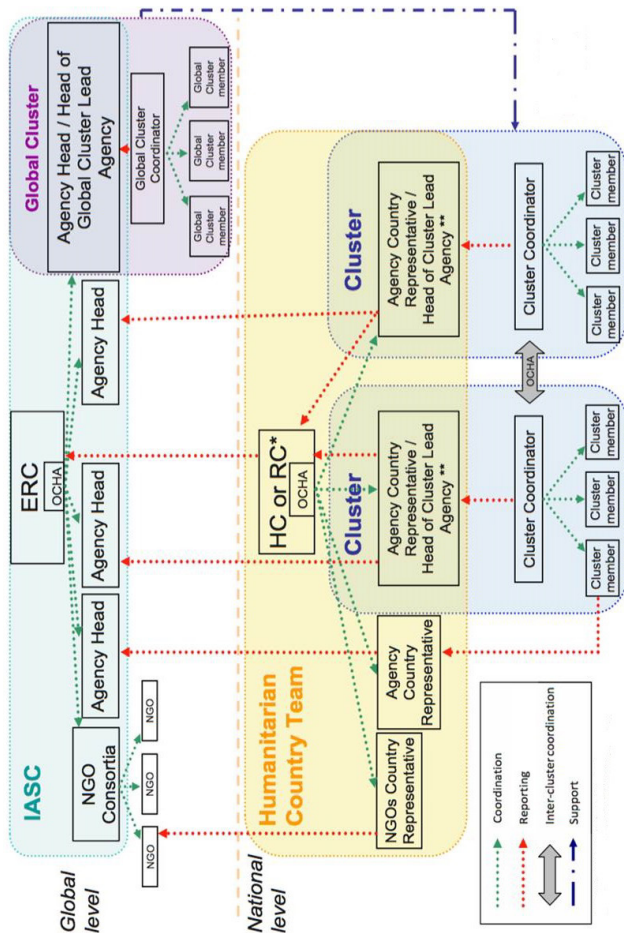 Global
level
IASC
ERC
OCHA
NGO
Consortia
Agency Head
Agency Head
Agency Head
Global Cluster
Agency Head / Head of
Global Cluster Lead
Agency
Global Cluster
Coordinator
Global
Cluster
member
Global
Cluster
member
Global
Cluster
member
NGO
NGO
NGO
National
level
Humanitarian
Country Team
HC or RC*
OCHA
NGOs Country
Representative
Agency
Country
Representative
Cluster
Agency Country
Representative /
Head of Cluster Lead
Agency **
Cluster
Agency Country
Representative /
Head of Cluster Lead
Agency **
Cluster Coordinator
OCHA
Cluster Coordinator
Cluster
member
Cluster
member
Cluster
member
Cluster
member
Cluster
member
Cluster
member
Coordination
Reporting
Inter-cluster coordination
Support